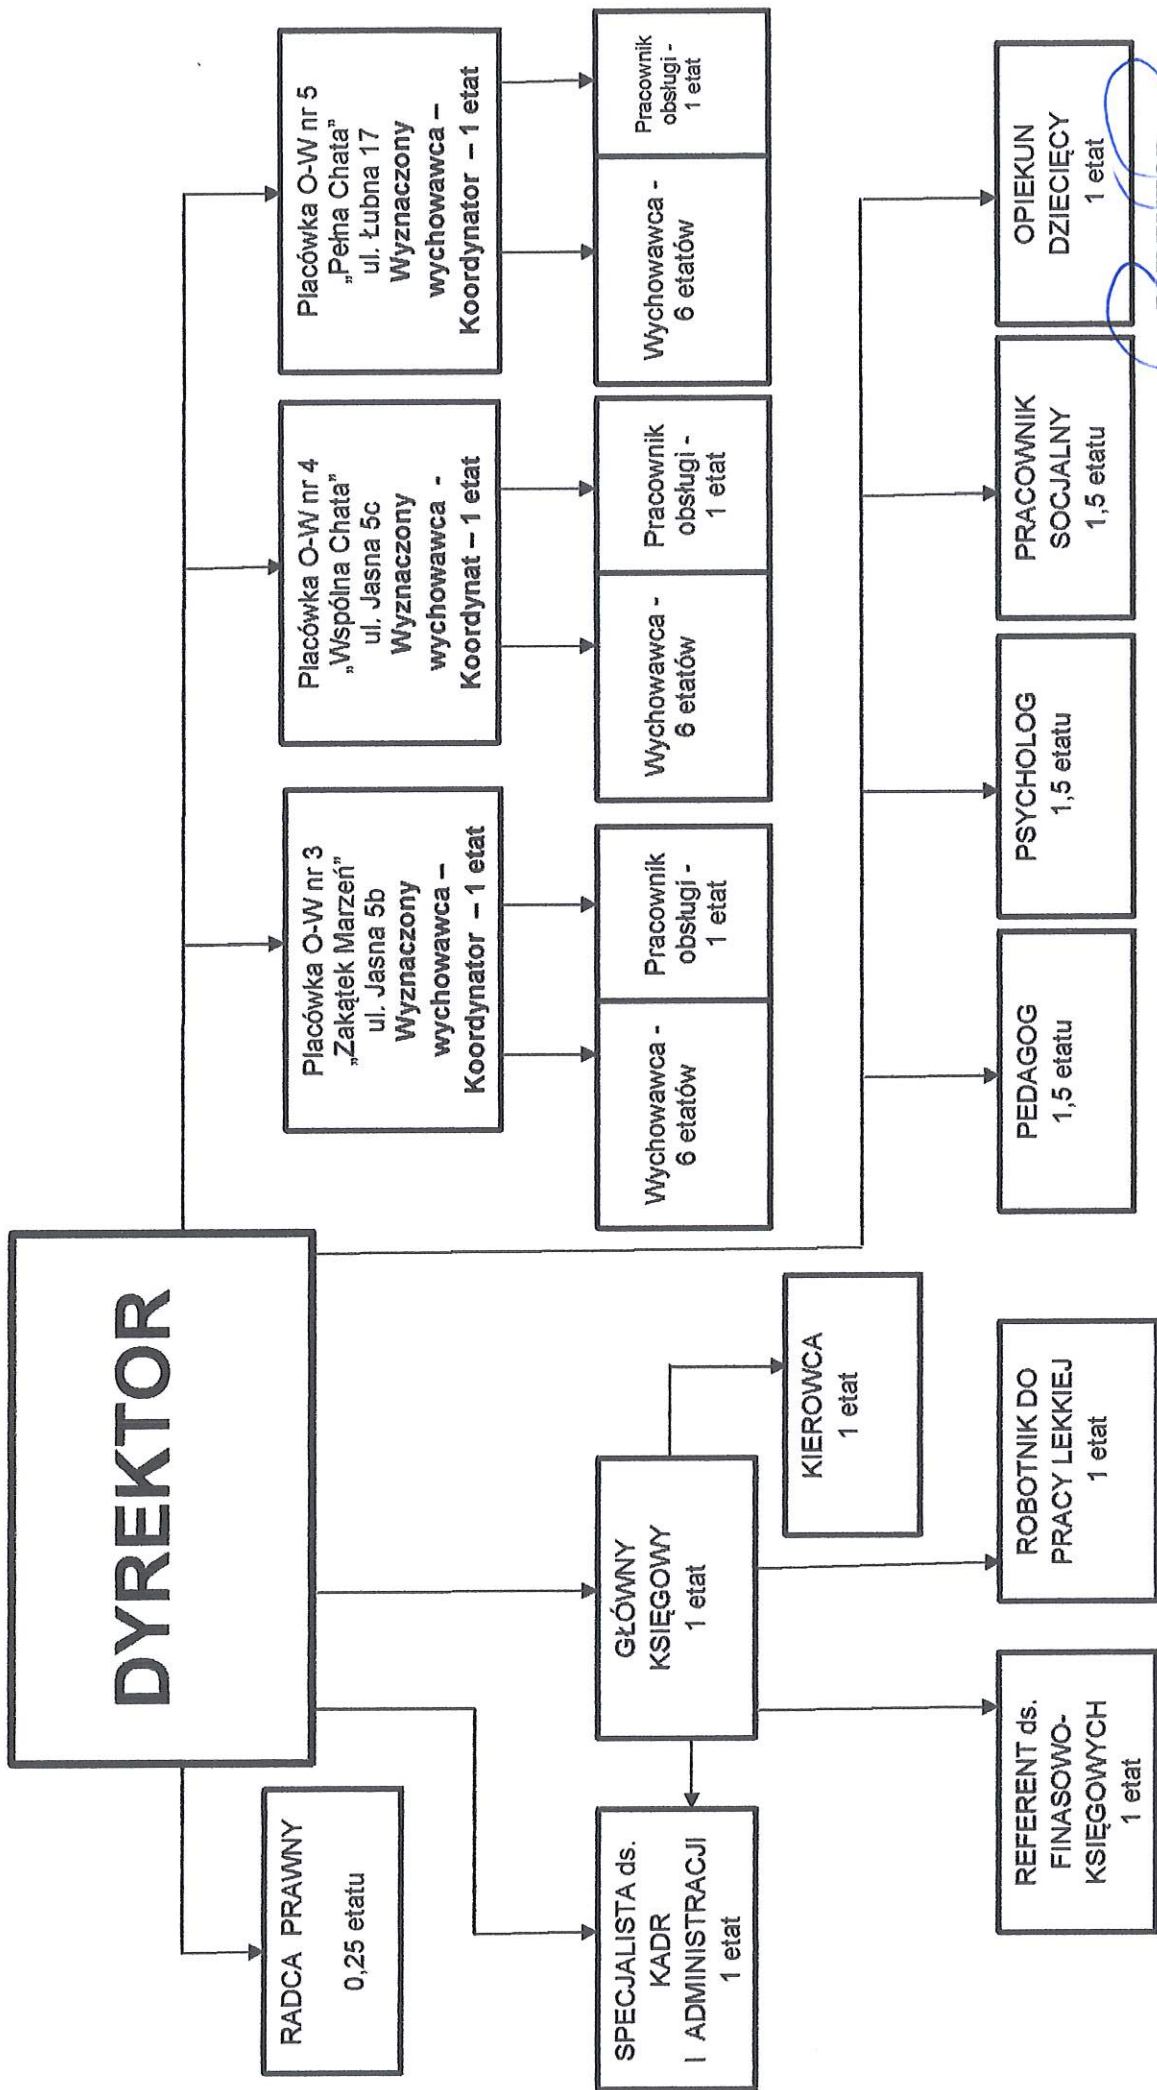 DYREKTOR
RADCA PRAWNY
0,25 etatu
Placówka O-W nr 3
„Zakątek Marzeń”
ul. Jasna 5b
Wyznaczony
wychowawca –
Koordynator – 1 etat
Placówka O-W nr 4
„Wspólna Chata”
ul. Jasna 5c
Wyznaczony
wychowawca -
Koordynat – 1 etat
Placówka O-W nr 5
„Pełna Chata”
ul. Łubna 17
Wyznaczony
wychowawca –
Koordynator – 1 etat
SPECJALISTA ds.
KADR
I ADMINISTRACJI
1 etat
GŁÓWNY
KSIĘGOWY
1 etat
Wychowawca -
6 etatów
Pracownik
obsługi -
1 etat
Wychowawca -
6 etatów
Pracownik
obsługi -
1 etat
Wychowawca -
6 etatów
Pracownik
obsługi -
1 etat
KIEROWCA
1 etat
REFERENT ds.
FINASOWO-
KSIĘGOWYCH
1 etat
ROBOTNIK DO
PRACY LEKKIEJ
1 etat
PEDAGOG
1,5 etatu
PSYCHOLOG
1,5 etatu
PRACOWNIK
SOCJALNY
1,5 etatu
OPIEKUN
DZIECIĘCY
1 etat